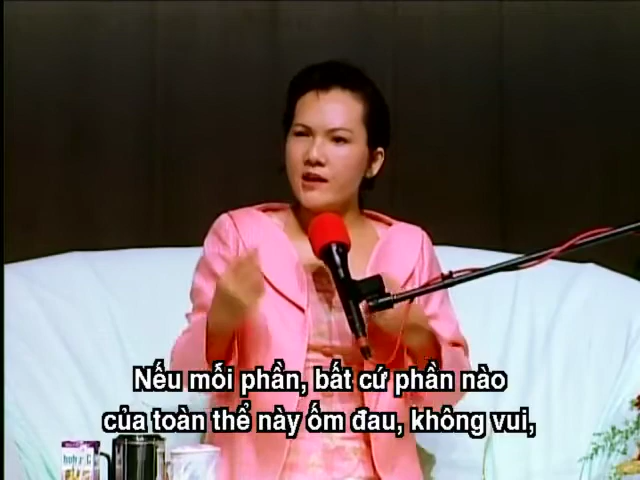 Nếu mỗi phần, bất cứ phần nào
của toàn thể này ốm đau, không vui,